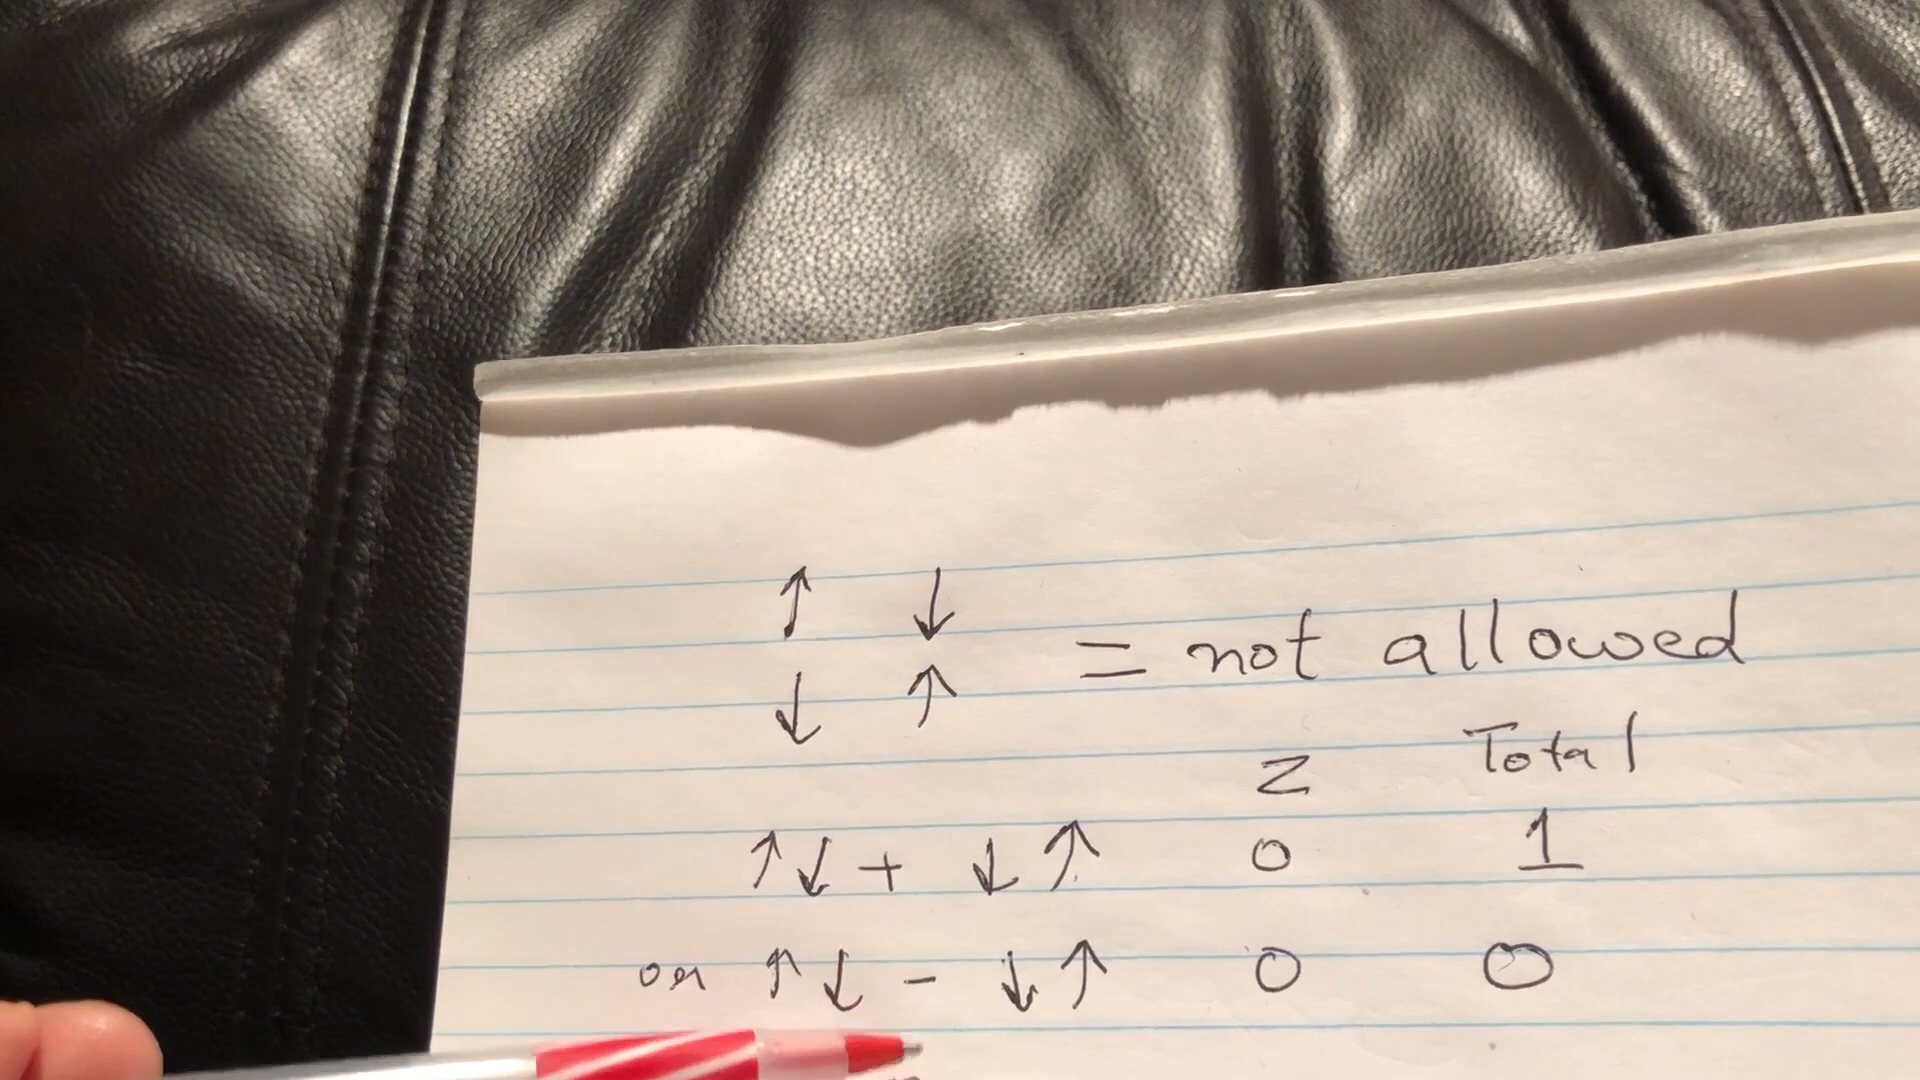 ↑ ↓
= not allowed
↓ ↑
Z Total
↑↓ + ↓↑ 0 1
or ↑↓ - ↓↑ 0 0